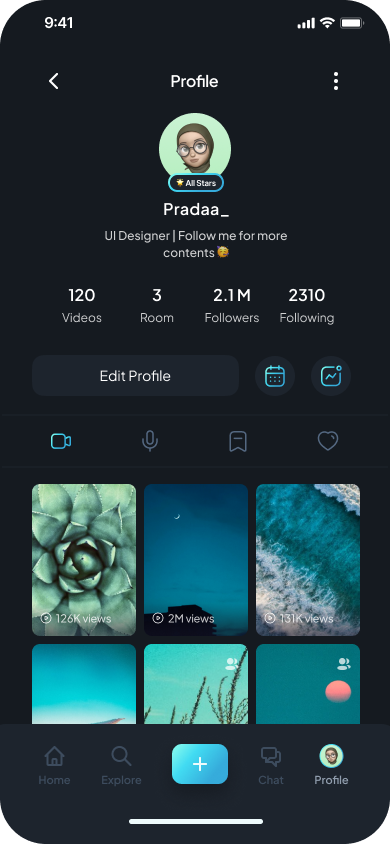 9:41
Profile
All Stars
Pradaa_
UI Designer | Follow me for more
contents 🥳
120 3 2.1 M 2310
Videos Room Followers Following
Edit Profile
126K views 2M views 131K views
Home Explore + Chat Profile